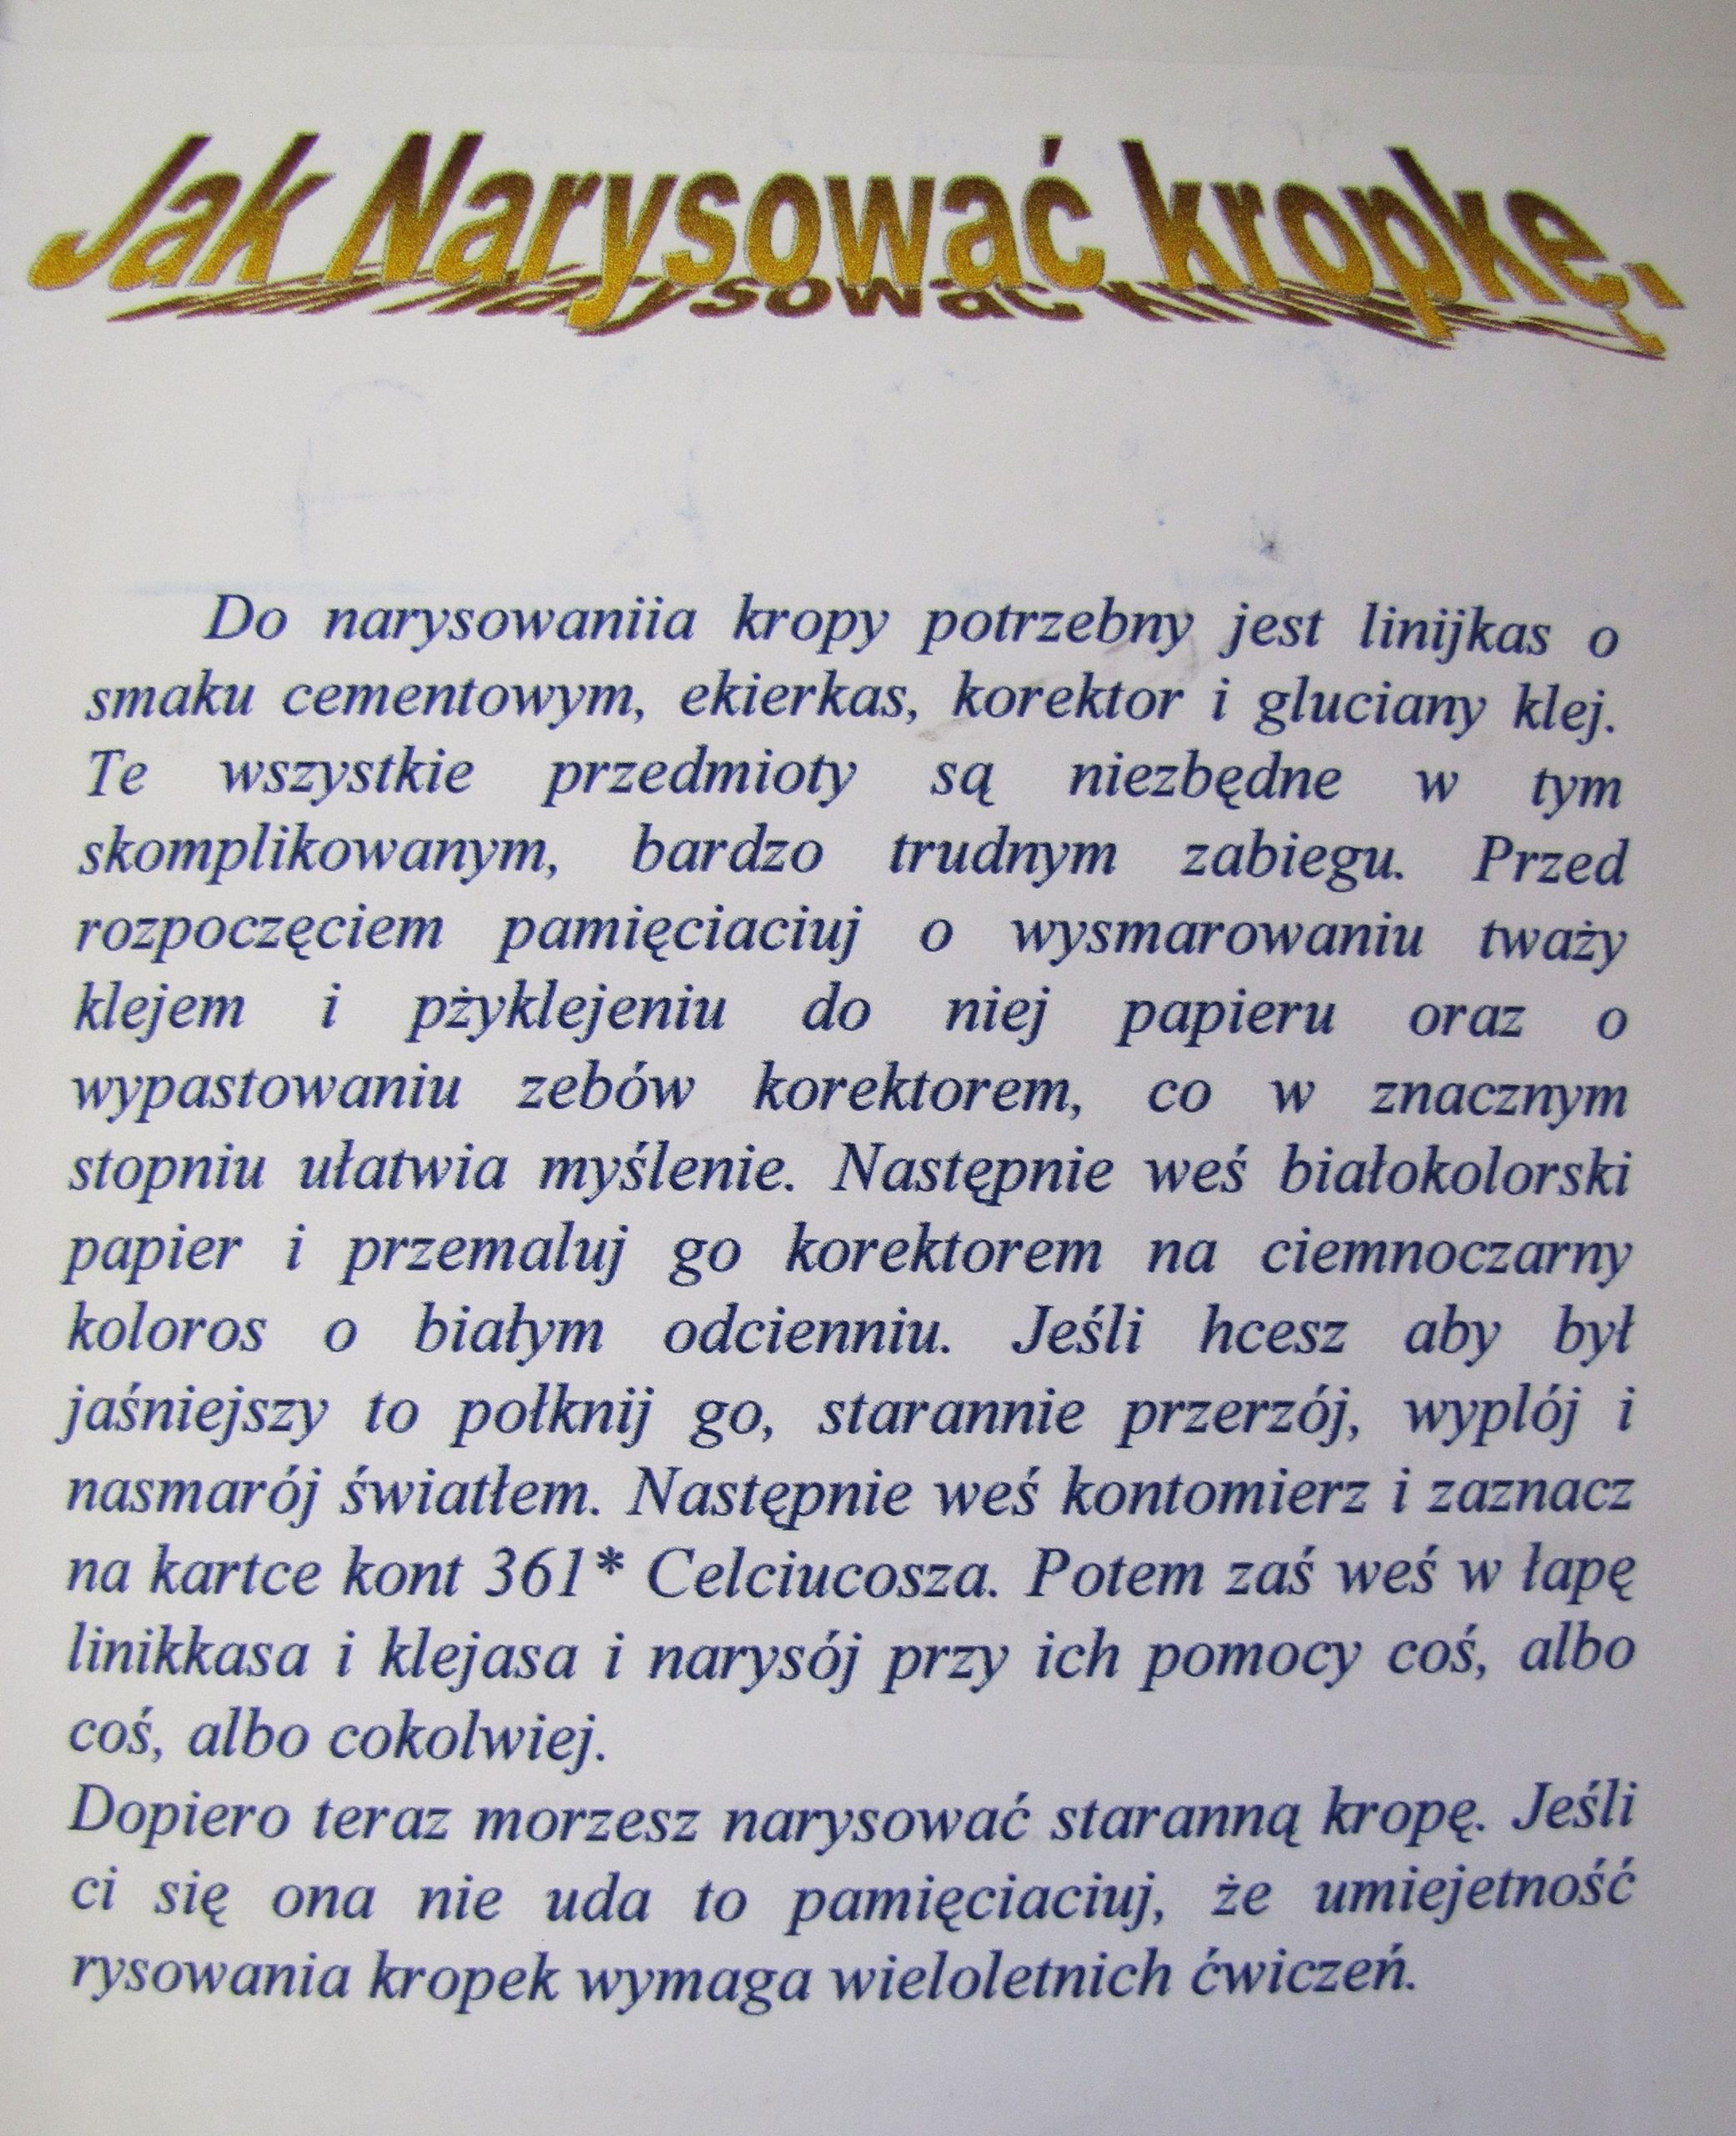 Jak Narysować kropkę.
Do narysowaniia kropy potrzebny jest linijkas o
smaku cementowym, ekierkas, korektor i gluciany klej.
Te wszystkie przedmioty są niezbędne w tym
skomplikowanym, bardzo trudnym zabiegu. Przed
rozpoczęciem pamięciaciuj o wysmarowaniu tważy
klejem i pżyklejeniu do niej papieru oraz o
wypastowaniu zebów korektorem, co w znacznym
stopniu ułatwia myślenie. Następnie weś białokolorski
papier i przemaluj go korektorem na ciemnoczarny
koloros o białym odcienniu. Jeśli hcesz aby był
jaśniejszy to połknij go, starannie przerzój, wyplój i
nasmarój światłem. Następnie weś kontomierz i zaznacz
na kartce kont 361* Celciucosza. Potem zaś weś w łapę
linikkasa i klejasa i narysój przy ich pomocy coś, albo
coś, albo cokolwiej.
Dopiero teraz morzesz narysować staranną kropę. Jeśli
ci się ona nie uda to pamięciaciuj, że umiejetność
rysowania kropek wymaga wieloletnich ćwiczeń.